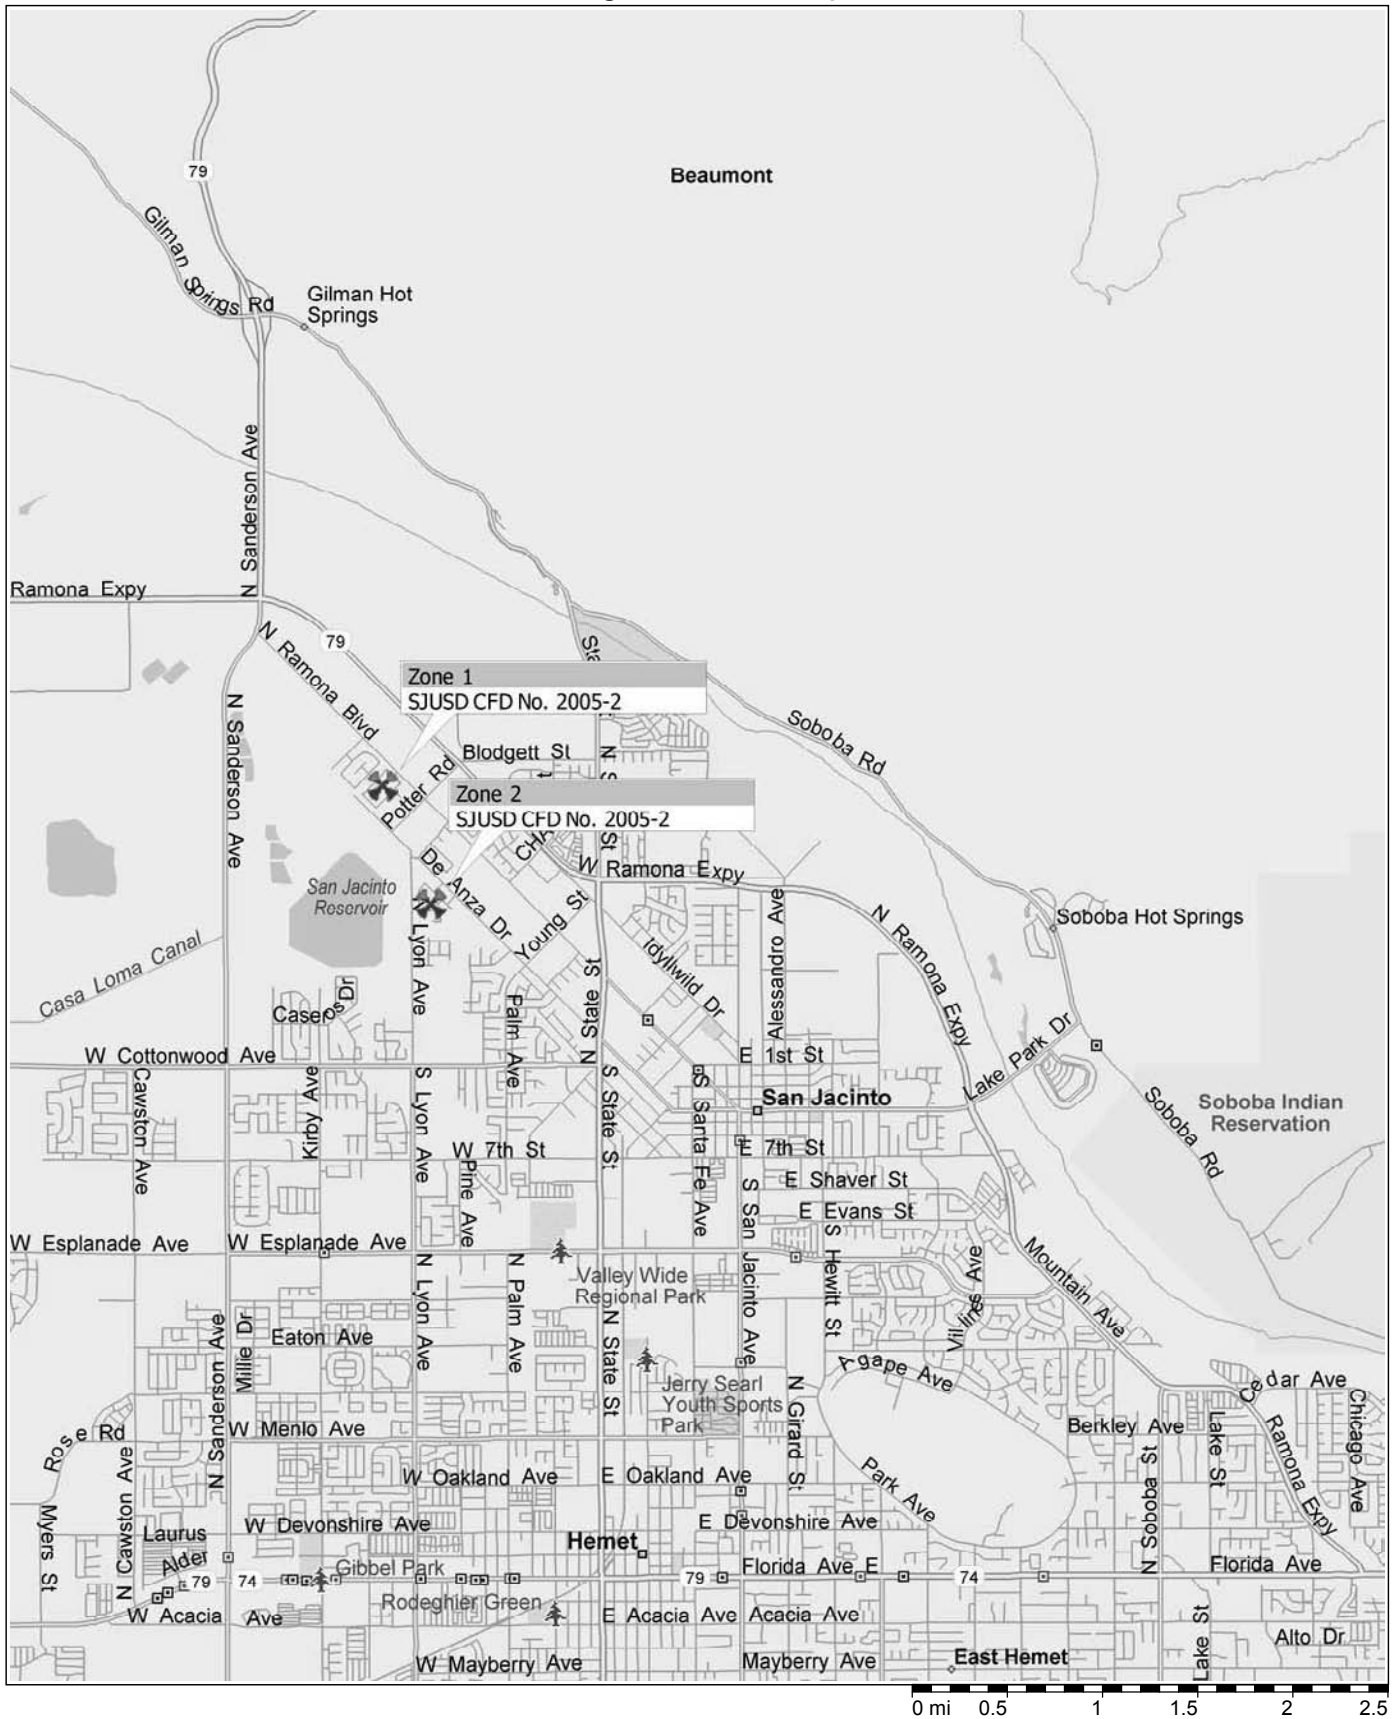 79
Beaumont
Gilman Springs Rd
Gilman Hot
Springs
N Sanderson Ave
Ramona Expy
79
N Ramona Blvd
Sta
Zone 1
SJUSD CFD No. 2005-2
Soboba Rd
N Sanderson Ave
Blodgett St
Potter Rd
Zone 2
SJUSD CFD No. 2005-2
CHA
St
W Ramona Expy
De Anza Dr
San Jacinto
Reservoir
Young St
Idyllwild Dr
Alessandro Ave
N Ramona Expy
Soboba Hot Springs
Casa Loma Canal
Lyon Ave
Caseros Dr
Palm Ave
N State St
W Cottonwood Ave
E 1st St
Lake Park Dr
San Jacinto
Cawston Ave
Kirby Ave
S Lyon Ave
S State St
S Santa Fe Ave
Soboba Rd
Soboba Indian
Reservation
W 7th St
E 7th St
Pine Ave
E Shaver St
E Evans St
S San Jacinto Ave
W Esplanade Ave
W Esplanade Ave
S Hewitt St
Mountain Ave
Valley Wide
Regional Park
N Lyon Ave
N Palm Ave
N State St
Villines Ave
Eaton Ave
Millie Dr
N Sanderson Ave
Agape Ave
Jerry Searl
Youth Sports
Park
N Girard St
Cedar Ave
Chicago Ave
Rose Rd
W Menlo Ave
Berkley Ave
Lake St
Ramona Expy
N Cawston Ave
W Oakland Ave
E Oakland Ave
Park Ave
N Soboba St
Myers St
Laurus
W Devonshire Ave
E Devonshire Ave
Hemet
Alder
Gibbel Park
Florida Ave E
Florida Ave
79
74
79
74
Rodeghier Green
W Acacia Ave
E Acacia Ave
Acacia Ave
Lake St
Alto Dr
W Mayberry Ave
Mayberry Ave
East Hemet
0 mi 0.5 1 1.5 2 2.5